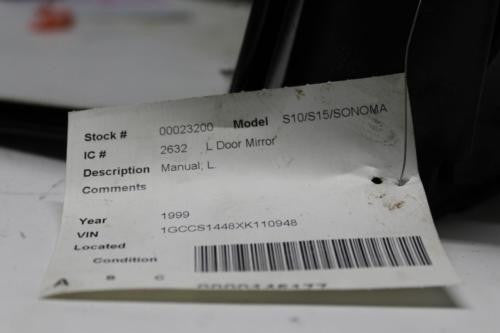 Stock # 00023200 Model S10/S15/SONOMA
IC # 2632 L Door Mirror
Description Manual, L.
Comments
Year 1999
VIN 1GCCS1448XK110948
Located
Condition
A B C